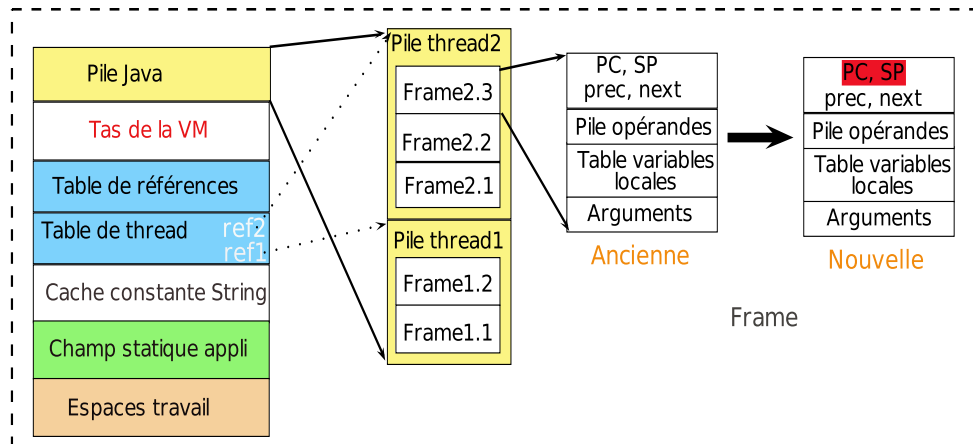 Pile Java
Tas de la VM
Table de références
Table de thread
ref2
ref1
Cache constante String
Champ statique appli
Espaces travail
Pile thread2
Frame2.3
Frame2.2
Frame2.1
Pile thread1
Frame1.2
Frame1.1
PC, SP
prec, next
Pile opérandes
Table variables
locales
Arguments
Ancienne
PC, SP
prec, next
Pile opérandes
Table variables
locales
Arguments
Nouvelle
Frame